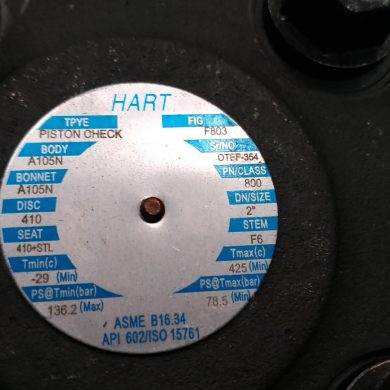 HART
TPYE FIG
PISTON CHECK F803
BODY Sr/NO
A105N OTEF-354
BONNET PN/CLASS
A105N 800
DISC DN/SIZE
410 2"
SEAT STEM
410+STL F6
Tmin(c) Tmax(c)
-29 (Min) 425 (Min)
PS@Tmin(bar) PS@Tmax(bar)
136.2 (Max) 78.5 (Min)
ASME B16.34
API 602/ISO 15761